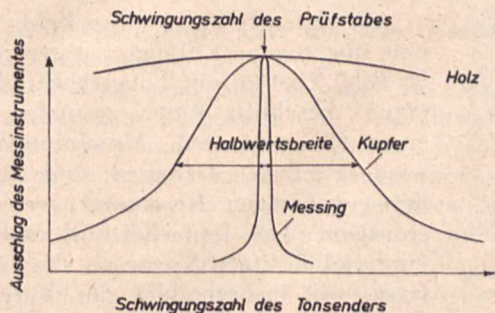 Schwingungszahl des Prüfstabes
Holz
Halbwertsbreite
Kupfer
Messing
Ausschlag des Messinstrumentes
Schwingungszahl des Tonsenders